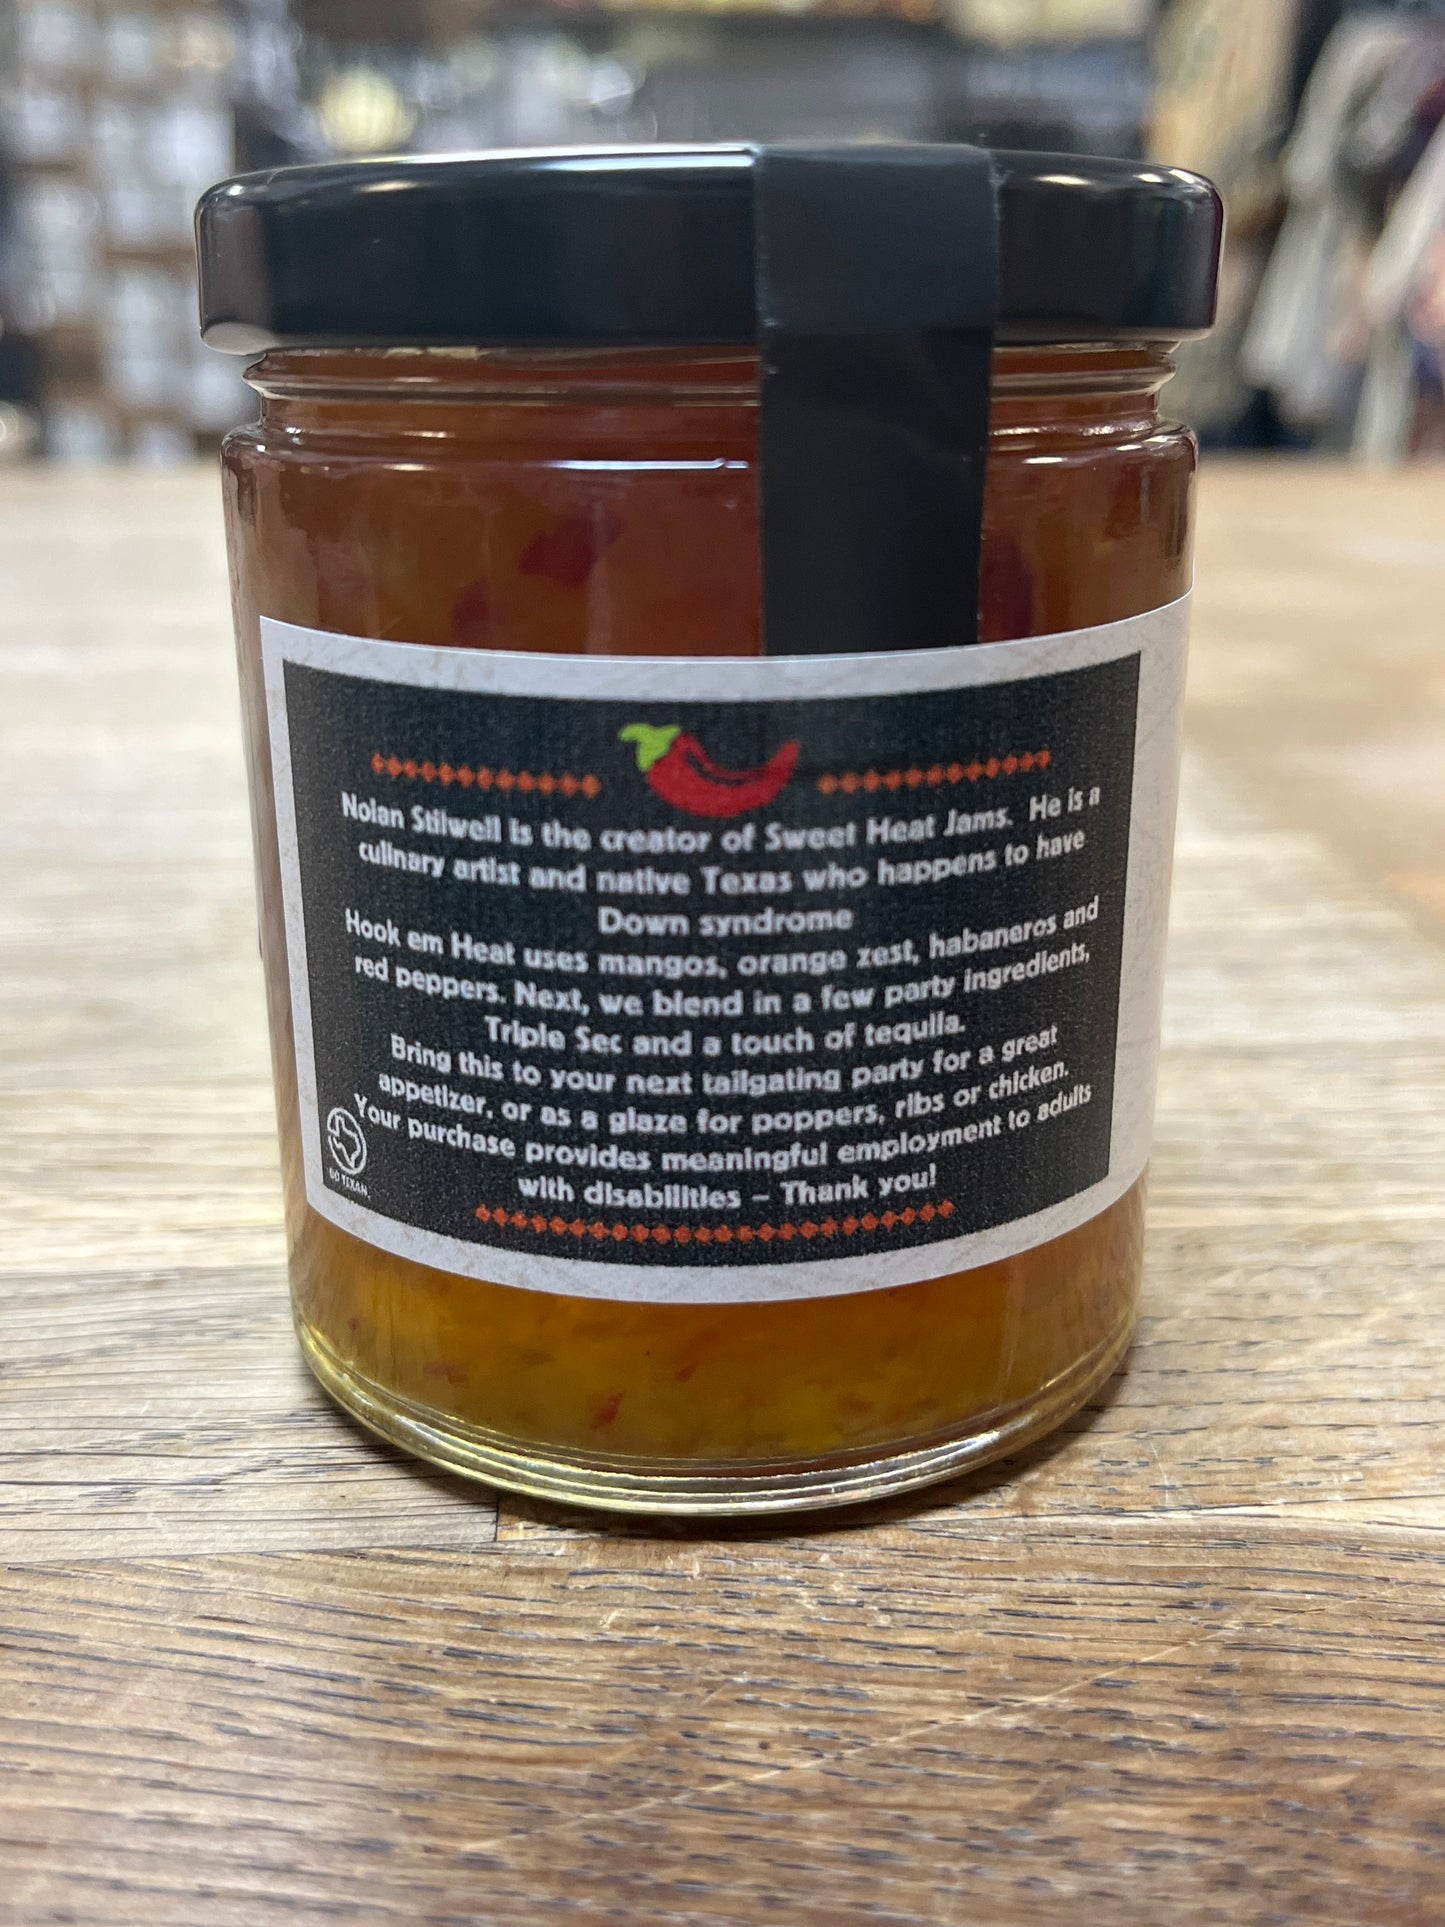 Nolan Stilwell is the creator of Sweet Heat Jams. He is a
culinary artist and native Texas who happens to have
Down syndrome
Hook em Heat uses mangos, orange zest, habaneros and
red peppers. Next, we blend in a few party ingredients,
Triple Sec and a touch of tequila.
Bring this to your next tailgating party for a great
appetizer, or as a glaze for poppers, ribs or chicken.
Your purchase provides meaningful employment to adults
with disabilities – Thank you!
GO TEXAN.